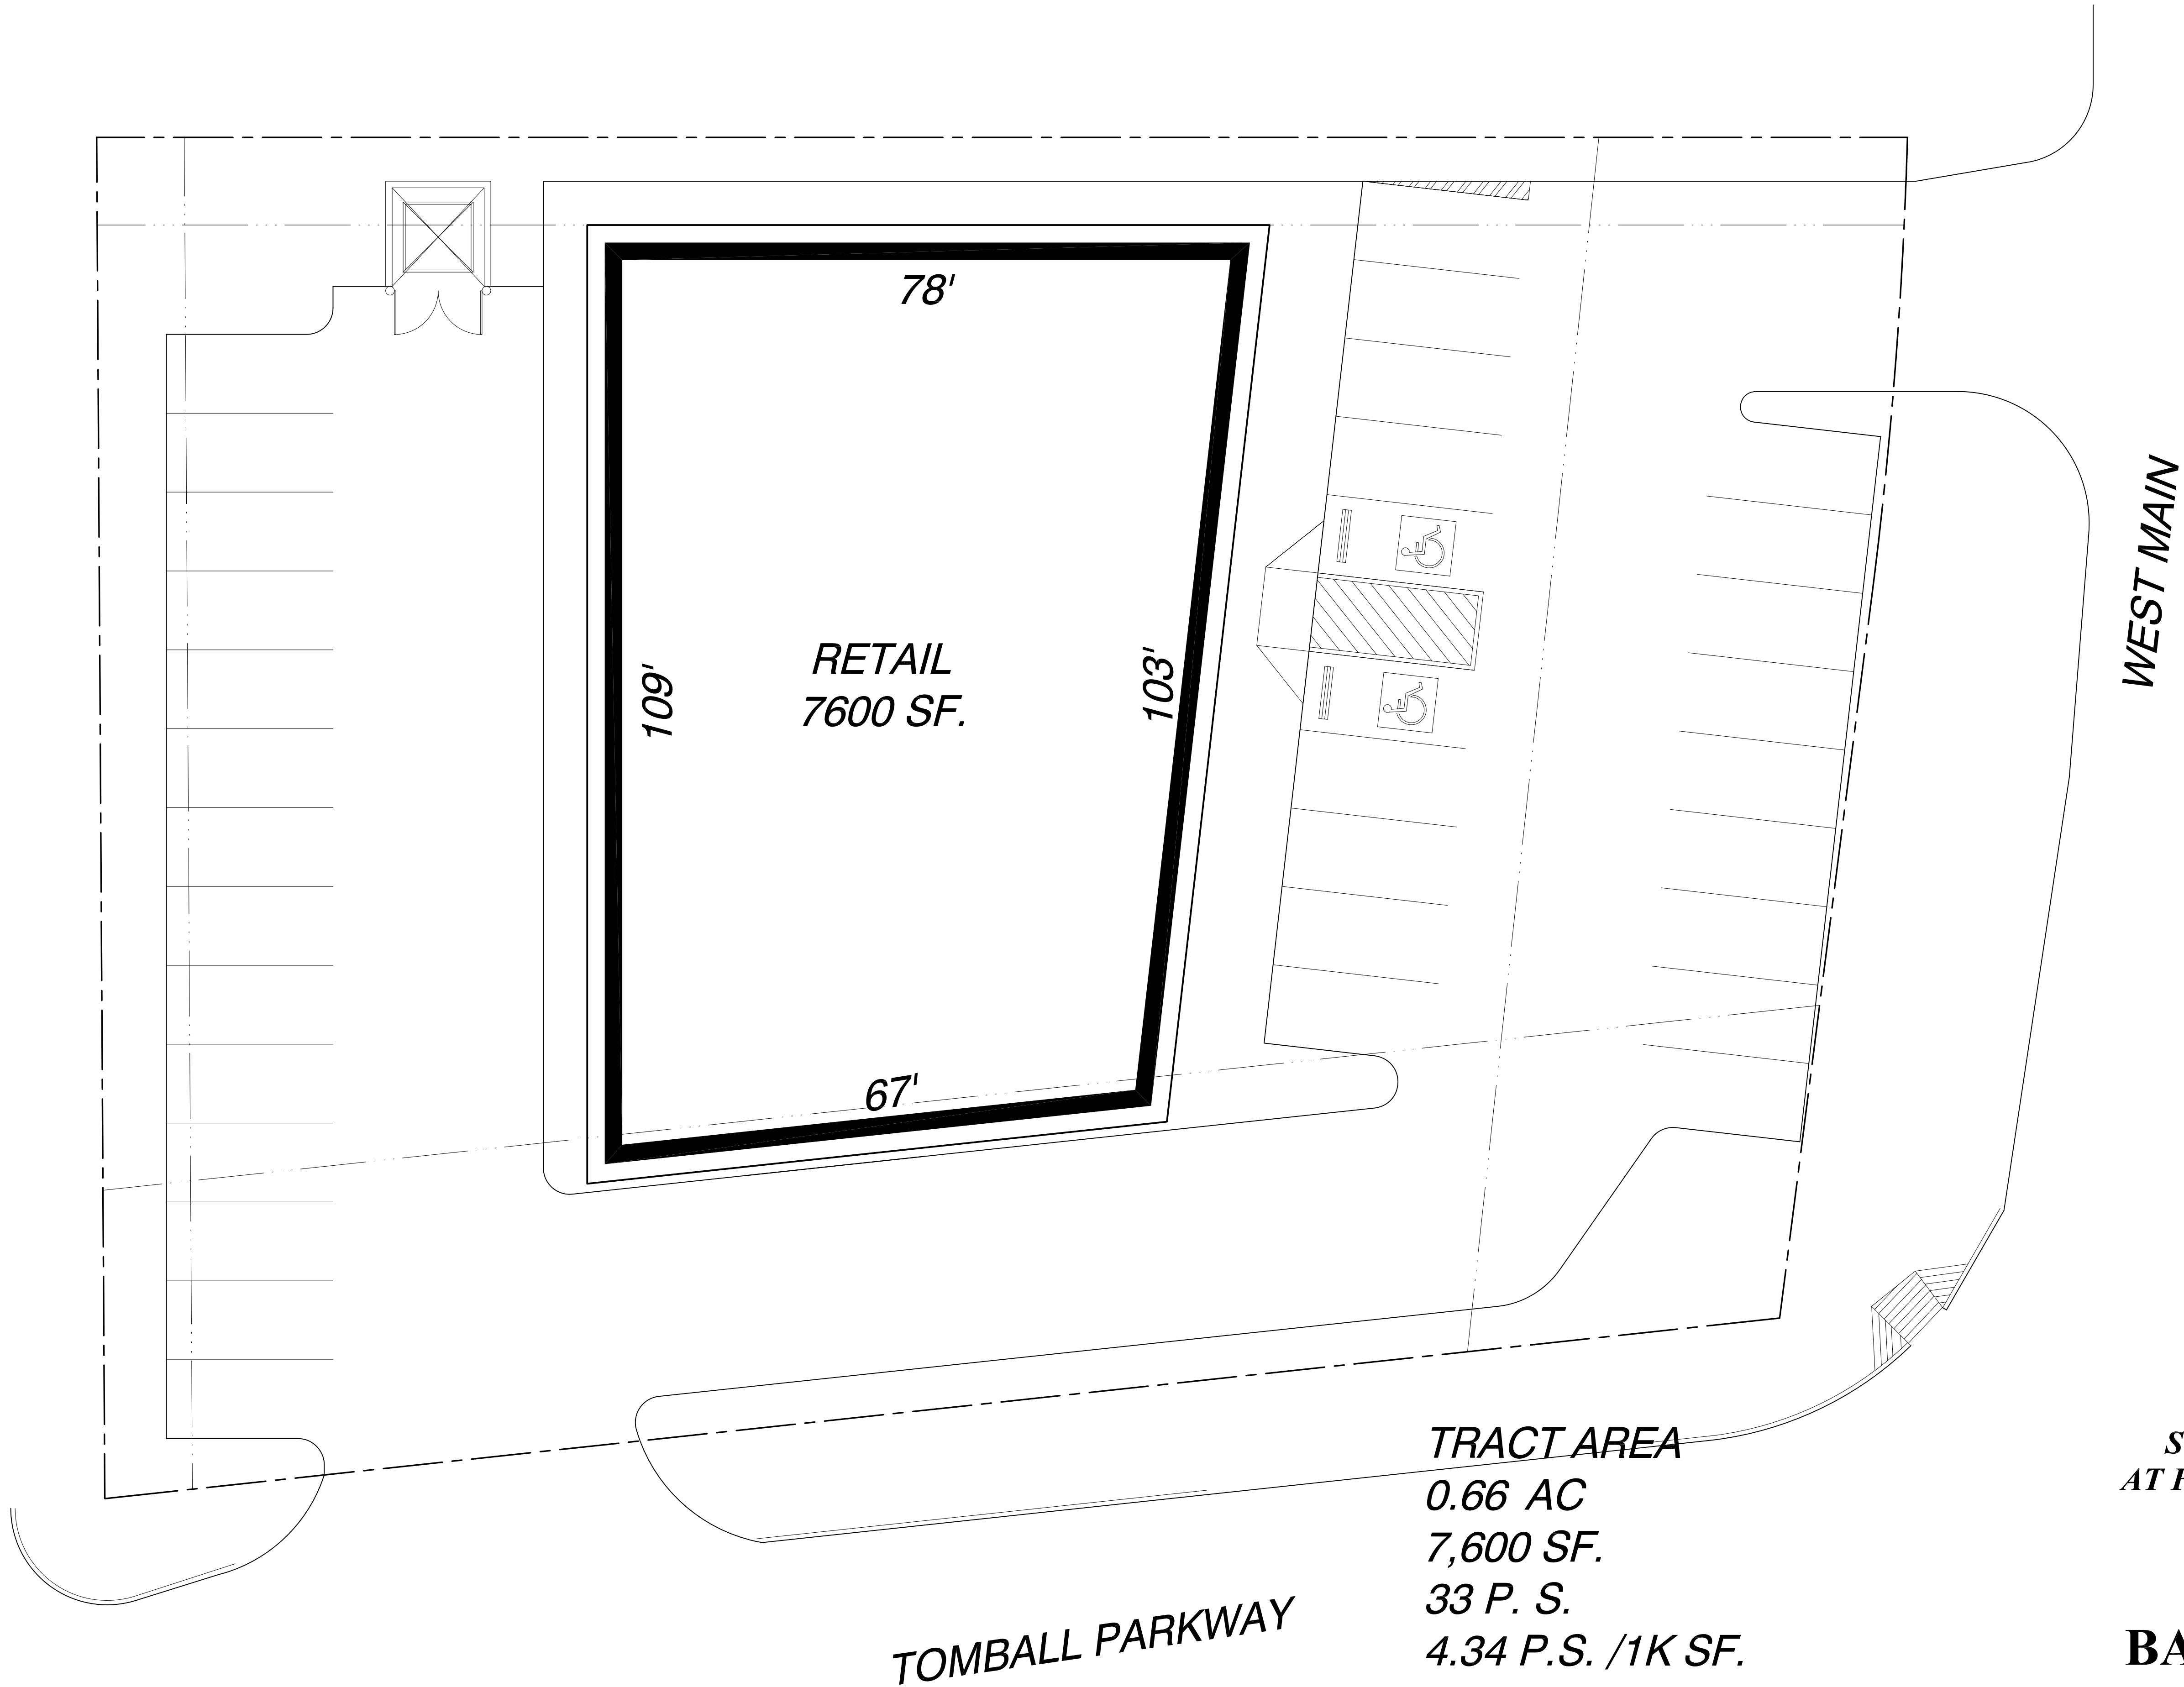 78'
WEST MAIN
RETAIL
7600 SF.
109'
103'
67'
TRACT AREA
0.66 AC
7,600 SF.
33 P. S.
4.34 P.S. /1K SF.
TOMBALL PARKWAY
AT